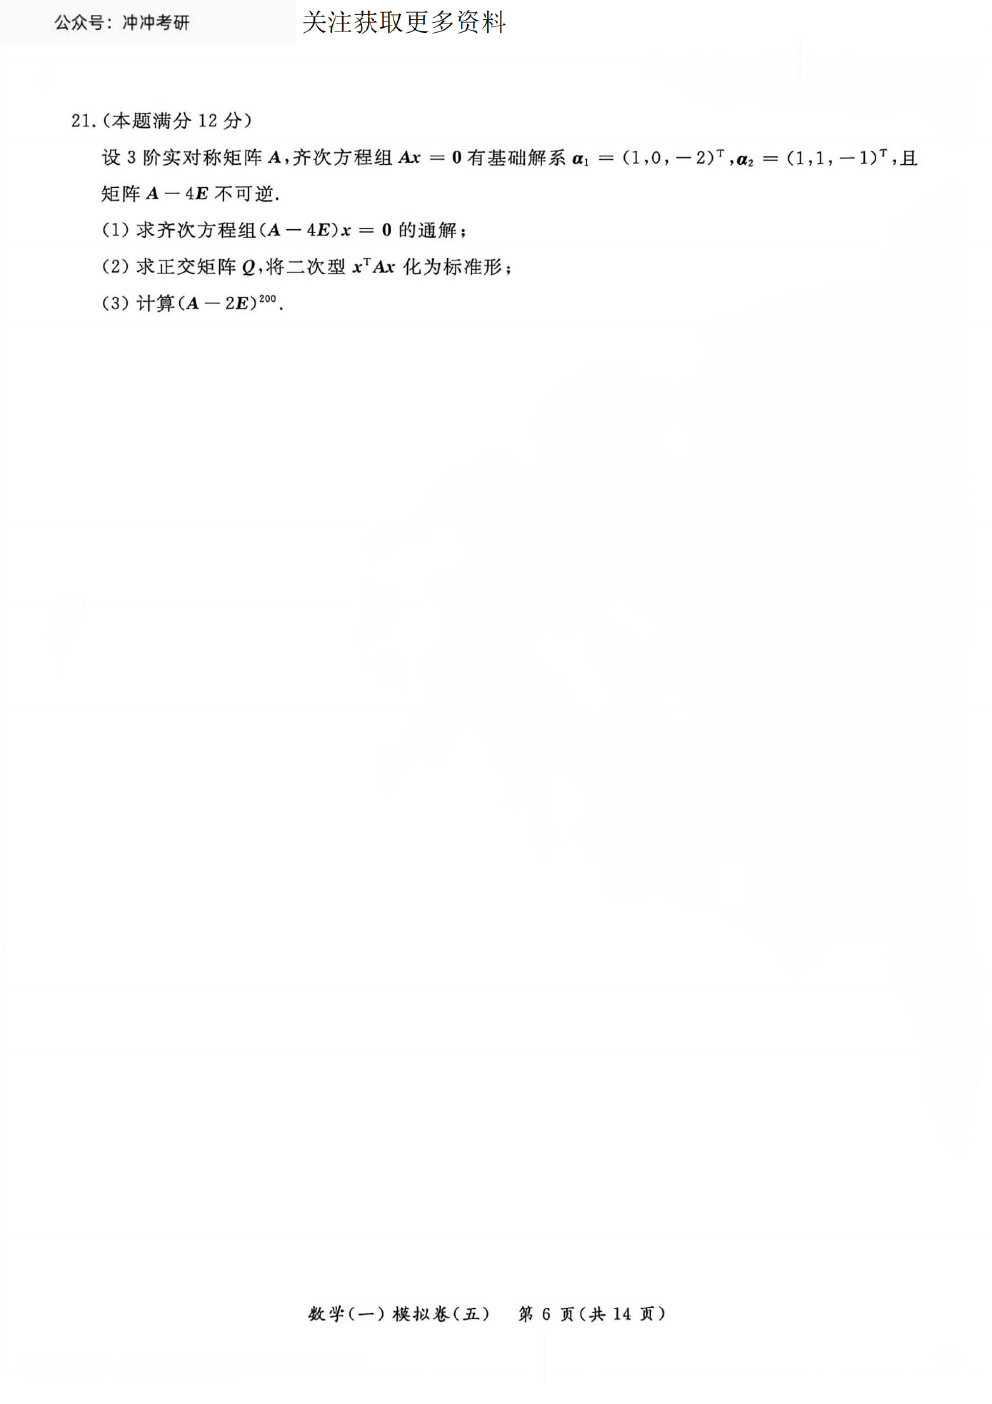 公众号：冲冲考研
关注获取更多资料
21.(本题满分 12 分)
设 3 阶实对称矩阵 A,齐次方程组 Ax = 0 有基础解系 α₁ = (1,0,－2)ᵀ,α₂ = (1,1,－1)ᵀ,且
矩阵 A－4E 不可逆.
(1) 求齐次方程组(A－4E)x = 0 的通解;
(2) 求正交矩阵 Q,将二次型 xᵀAx 化为标准形;
(3) 计算(A－2E)²⁰⁰.
数学(一)模拟卷(五) 第 6 页(共 14 页)